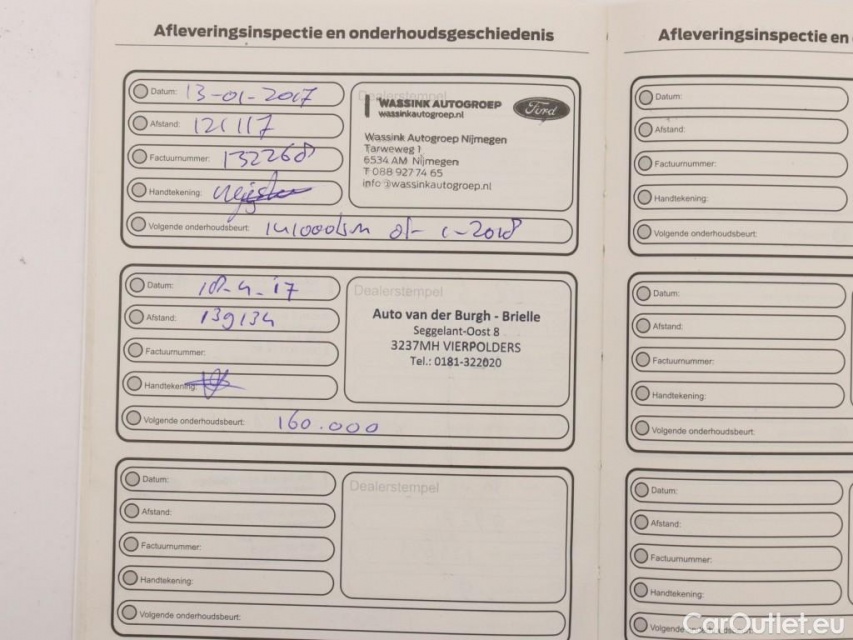 Afleveringsinspectie en onderhoudsgeschiedenis
Datum: 13-01-2017
Afstand: 121117
Factuurnummer: 132268
Handtekening:
Volgende onderhoudsbeurt: 141000km of 1-2018
Dealerstempel
WASSINK AUTOGROEP
wassinkautogroep.nl
Ford
Wassink Autogroep Nijmegen
Tarweweg 1
6534 AM Nijmegen
T 088 927 74 65
info@wassinkautogroep.nl
Datum: 18-4-17
Afstand: 139134
Factuurnummer:
Handtekening:
Volgende onderhoudsbeurt: 160.000
Dealerstempel
Auto van der Burgh - Brielle
Seggelant-Oost 8
3237MH VIERPOLDERS
Tel.: 0181-322020
Datum:
Afstand:
Factuurnummer:
Handtekening:
Volgende onderhoudsbeurt:
Dealerstempel
Afleveringsinspectie en
Datum:
Afstand:
Factuurnummer:
Handtekening:
Volgende onderhoudsbeurt:
Datum:
Afstand:
Factuurnummer:
Handtekening:
Volgende onderhoudsbeurt:
Datum:
Afstand:
Factuurnummer:
Handtekening:
Volgende
CarOutlet.eu